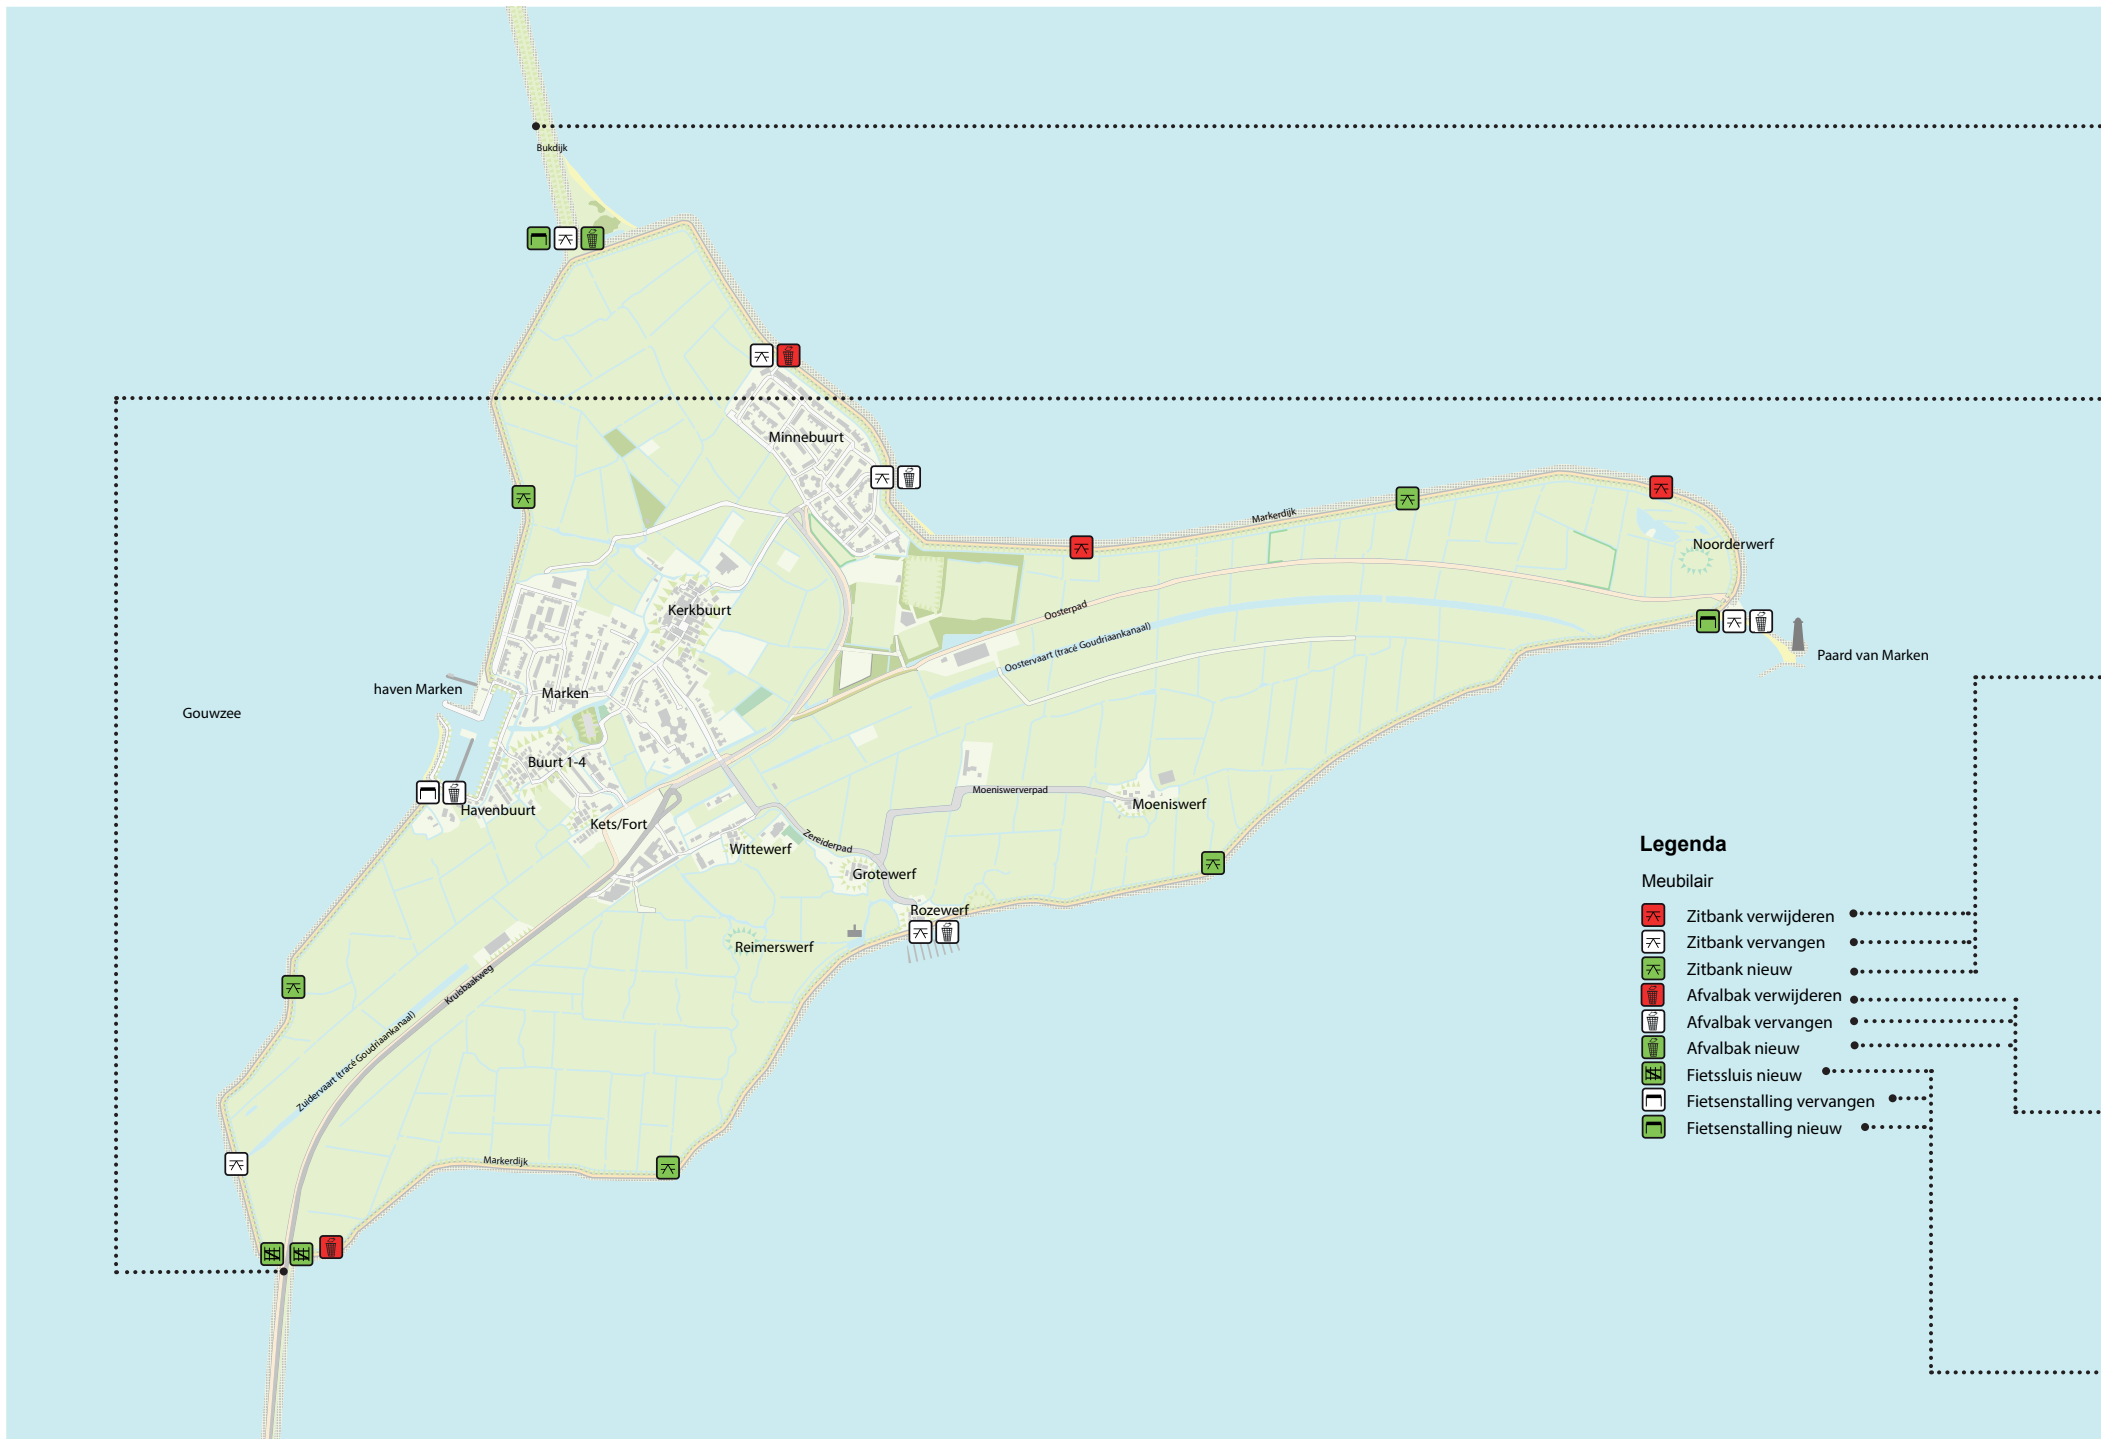 Bukdijk
Minnebuurt
Markerdijk
Noorderwerf
Kerkbuurt
Oosterpad
Oostervaart (tracé Goudriaankanaal)
Paard van Marken
haven Marken
Marken
Gouwzee
Buurt 1-4
Havenbuurt
Kets/Fort
Moeniswerverpad
Moeniswerf
Zereiderpad
Wittewerf
Grotewerf
Rozewerf
Reimerswerf
Kruisbaakweg
Zuidervaart (tracé Goudriaankanaal)
Markerdijk
Legenda
Meubilair
Zitbank verwijderen
Zitbank vervangen
Zitbank nieuw
Afvalbak verwijderen
Afvalbak vervangen
Afvalbak nieuw
Fietssluis nieuw
Fietsenstalling vervangen
Fietsenstalling nieuw